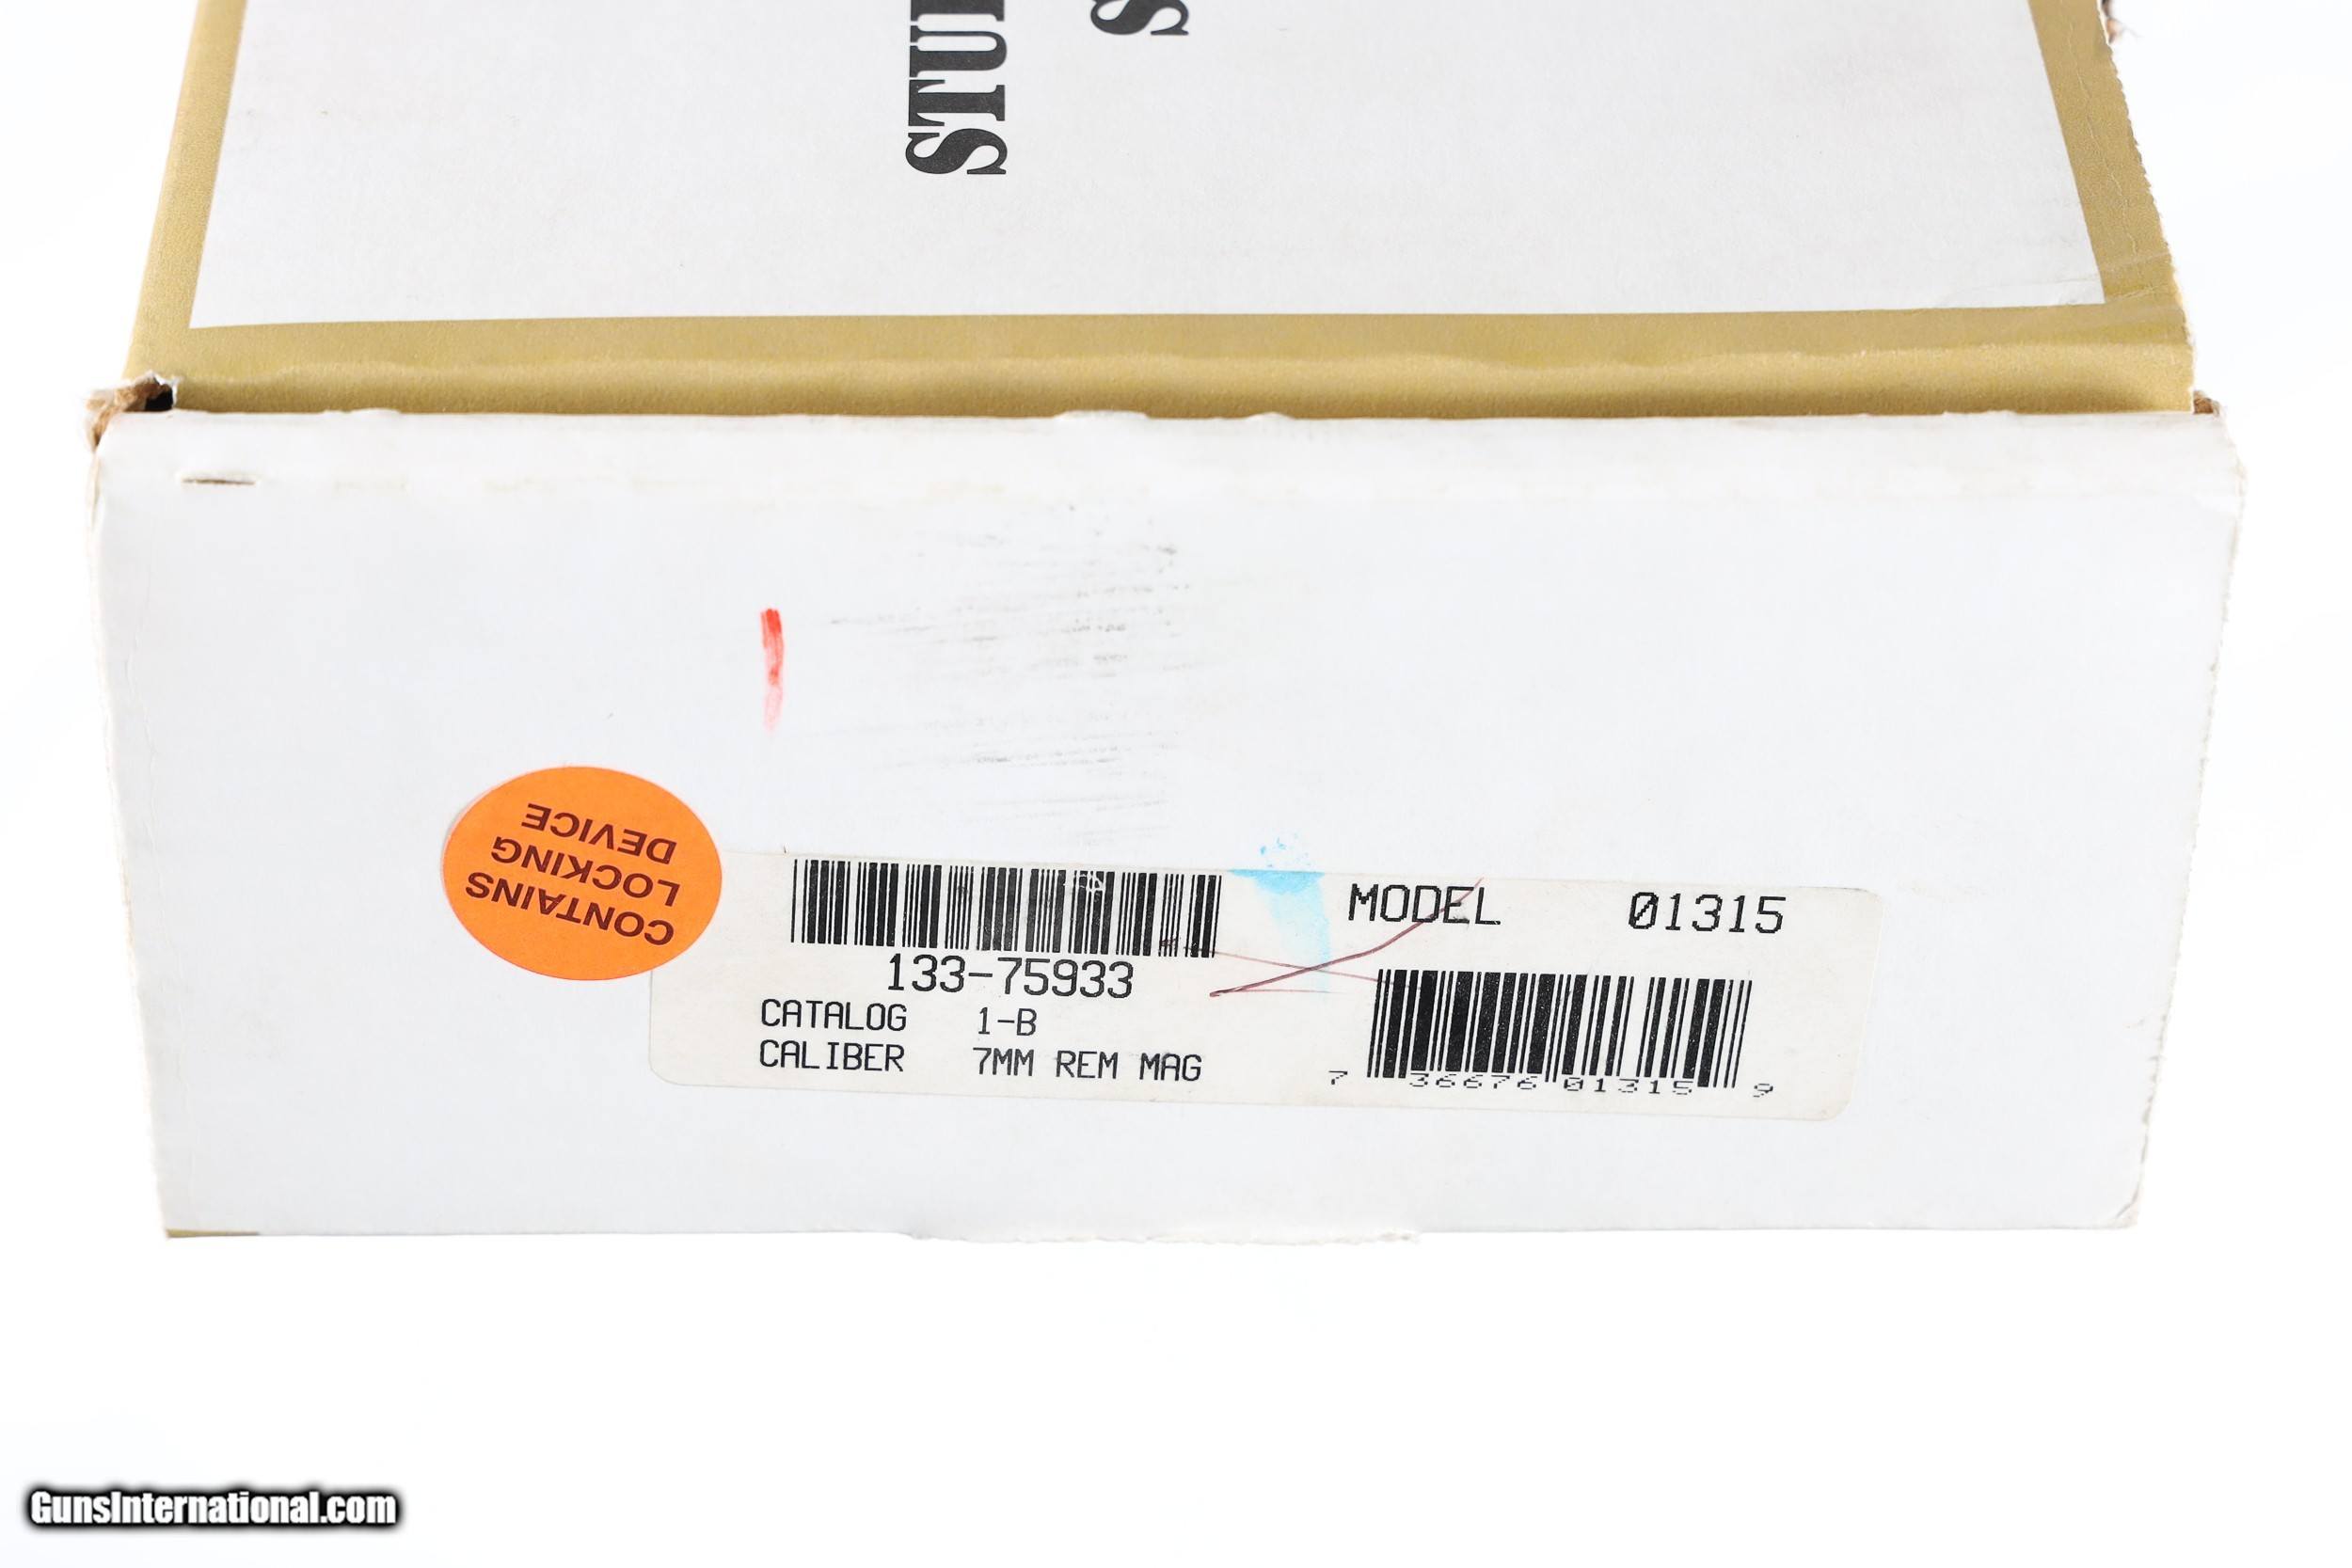 STU
S
CONTAINS
LOCKING
DEVICE
133-75933
CATALOG 1-B
CALIBER 7MM REM MAG
MODEL 01315
7 36676 01315 9
GunsInternational.com